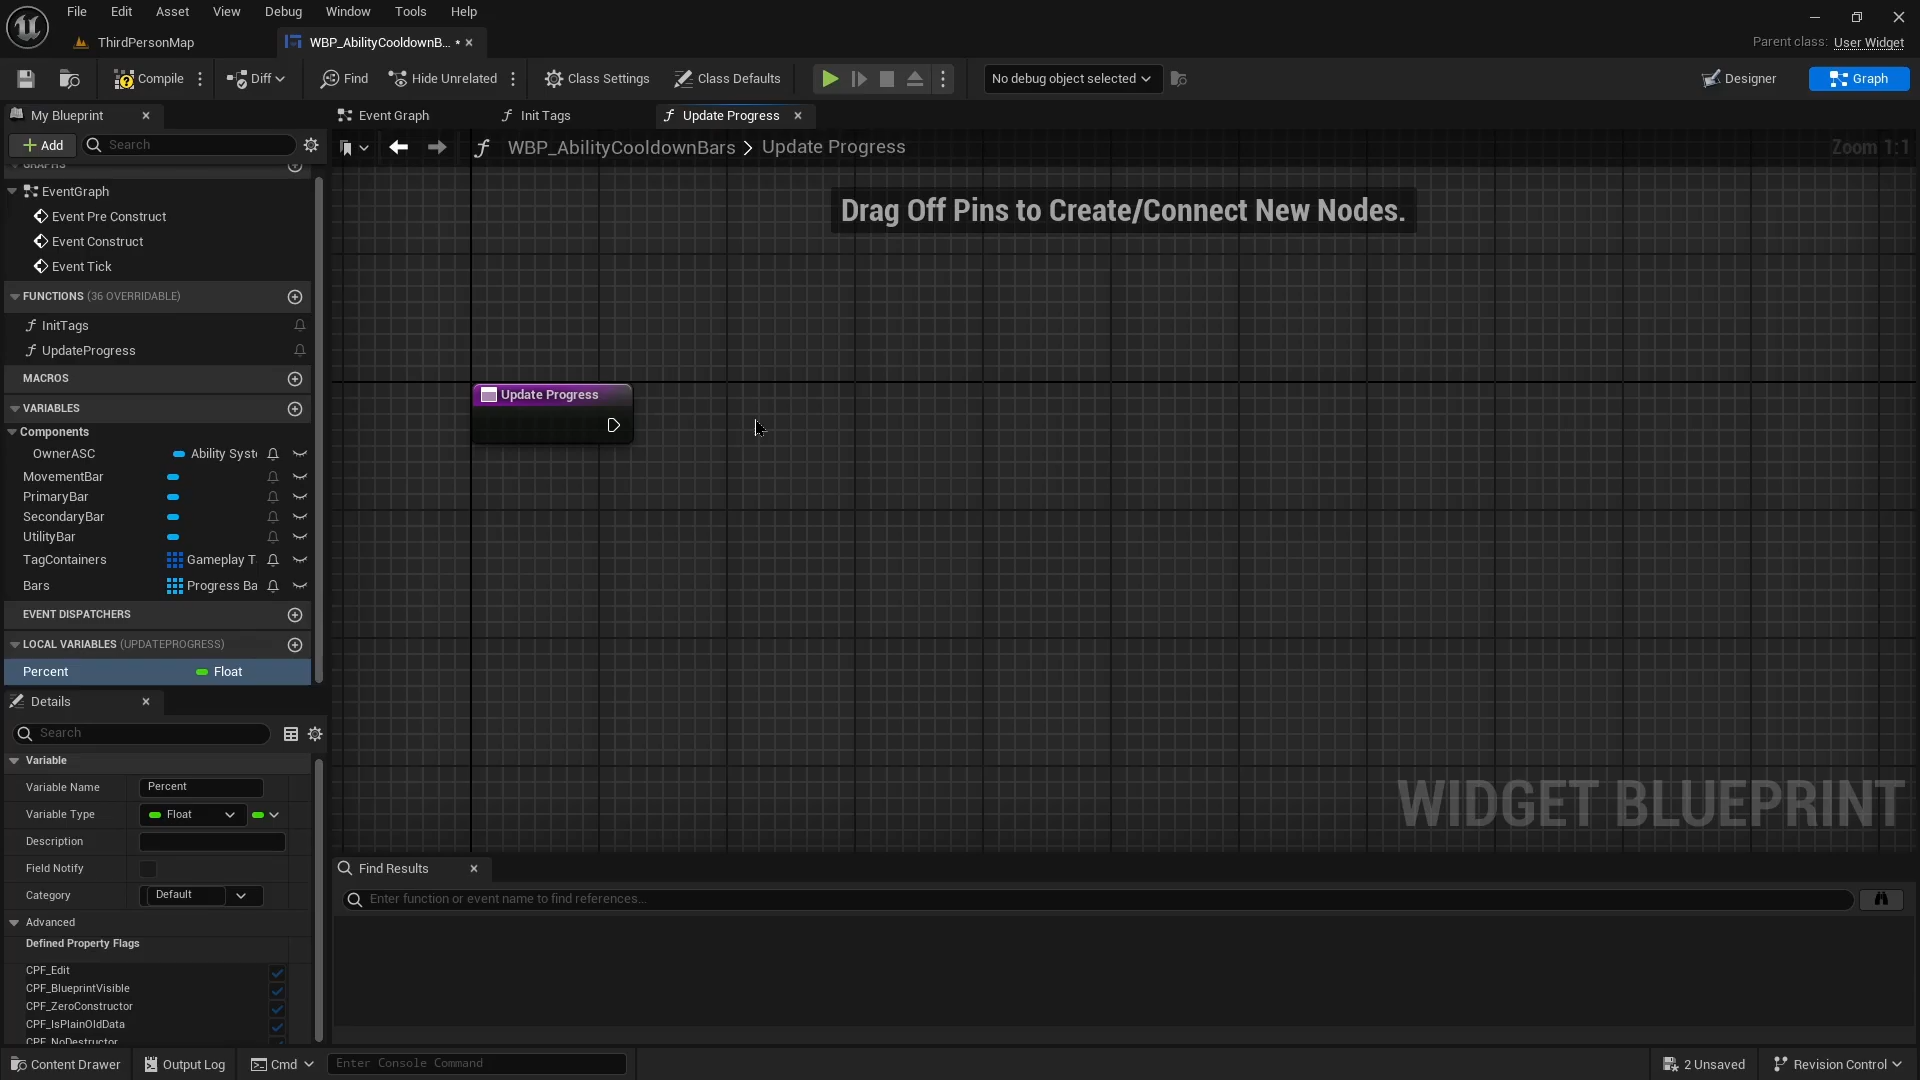 File Edit Asset View Debug Window Tools Help
ThirdPersonMap
WBP_AbilityCooldownB... •
Parent class: User Widget
Compile
Diff
Find
Hide Unrelated
Class Settings
Class Defaults
No debug object selected
Designer
Graph
My Blueprint
Event Graph
Init Tags
Update Progress
Add
Search
WBP_AbilityCooldownBars > Update Progress
Zoom 1:1
GRAPHS
EventGraph
Event Pre Construct
Event Construct
Event Tick
FUNCTIONS (36 OVERRIDABLE)
InitTags
UpdateProgress
MACROS
VARIABLES
Components
OwnerASC Ability Syst
MovementBar
PrimaryBar
SecondaryBar
UtilityBar
TagContainers Gameplay T
Bars Progress Ba
EVENT DISPATCHERS
LOCAL VARIABLES (UPDATEPROGRESS)
Percent Float
Drag Off Pins to Create/Connect New Nodes.
Update Progress
WIDGET BLUEPRINT
Details
Search
Variable
Variable Name Percent
Variable Type Float
Description
Field Notify
Category Default
Advanced
Defined Property Flags
CPF_Edit
CPF_BlueprintVisible
CPF_ZeroConstructor
CPF_IsPlainOldData
CPF_NoDestructor
Find Results
Enter function or event name to find references...
Content Drawer
Output Log
Cmd
Enter Console Command
2 Unsaved
Revision Control